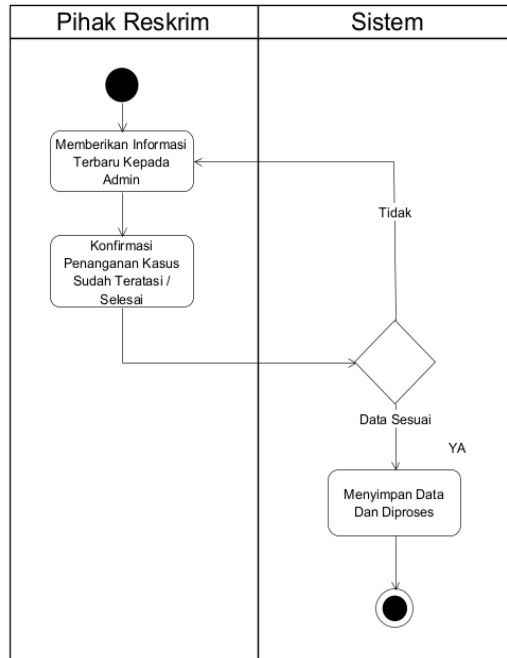 Pihak Reskrim
Sistem
Memberikan Informasi
Terbaru Kepada
Admin
Tidak
Konfirmasi
Penanganan Kasus
Sudah Teratasi /
Selesai
Data Sesuai
YA
Menyimpan Data
Dan Diproses